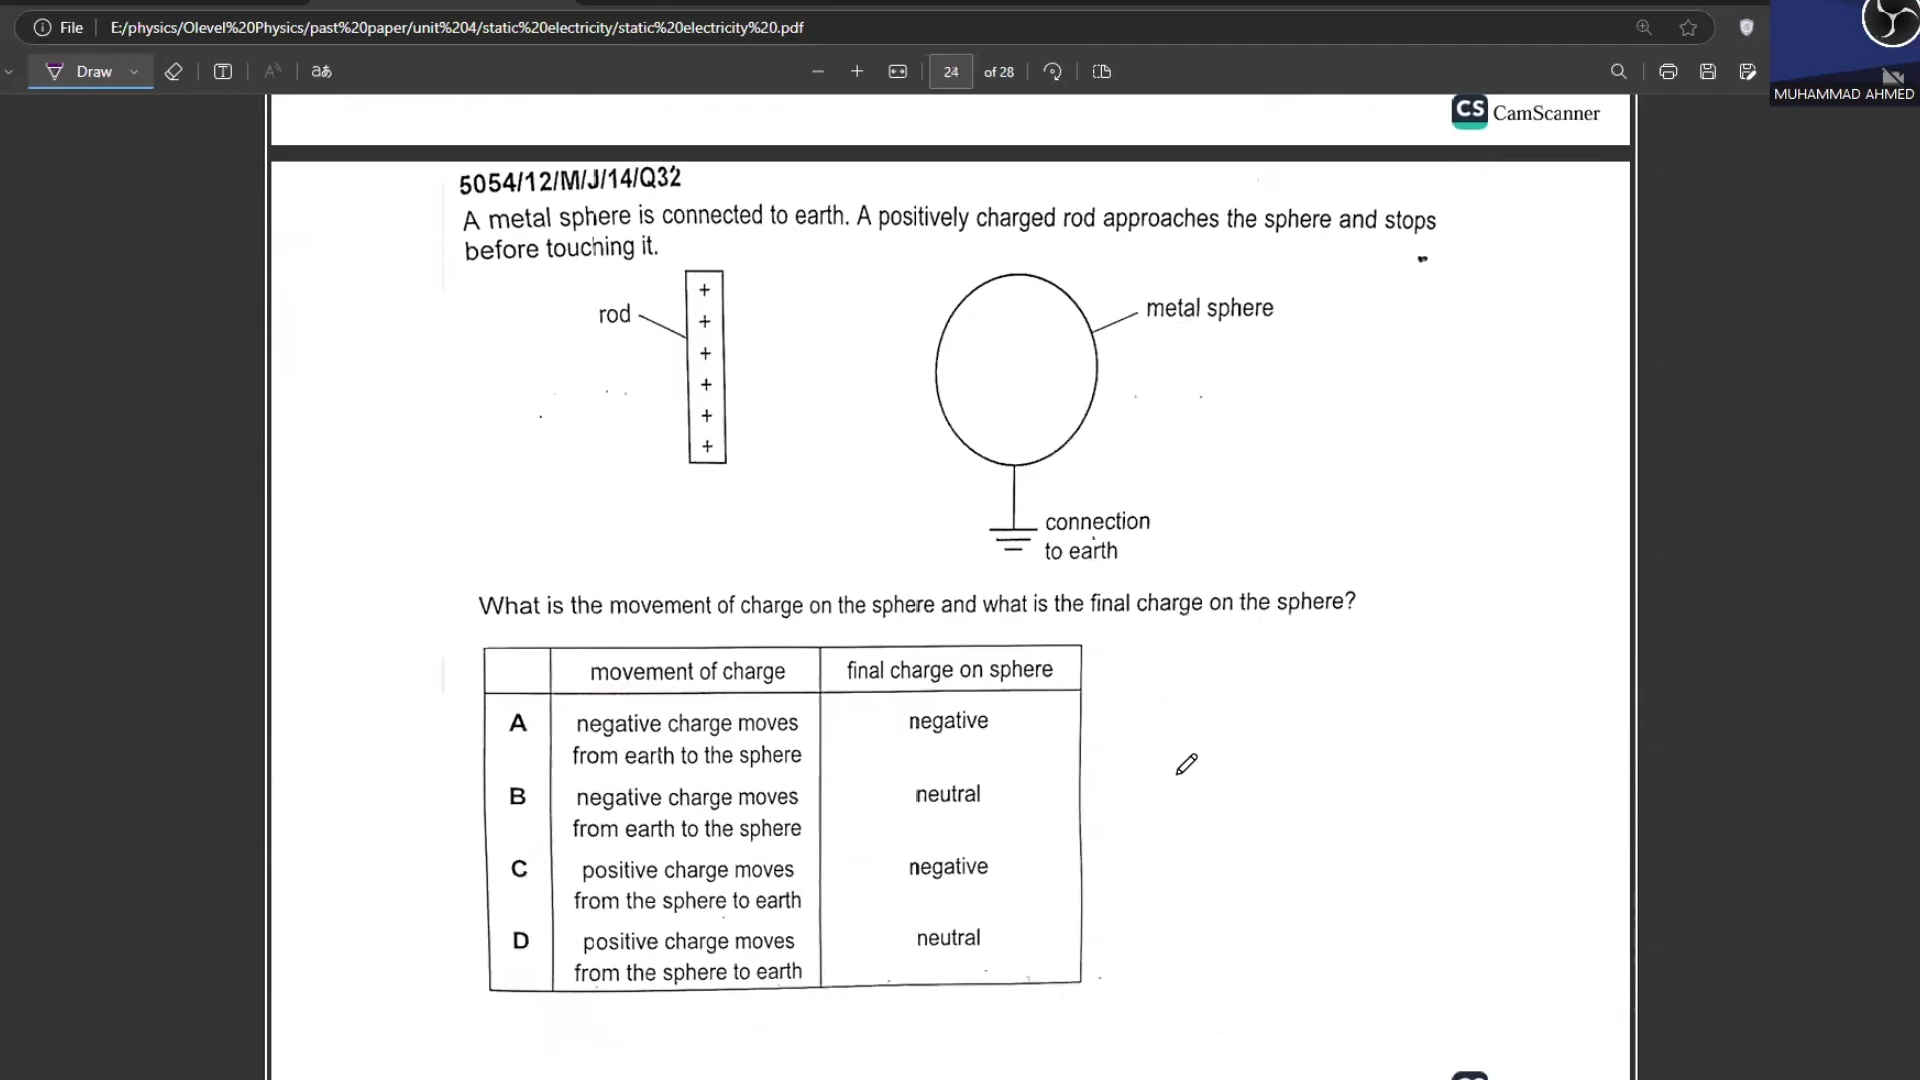 File
E:/physics/Olevel%20Physics/past%20paper/unit%204/static%20electricity/static%20electricity%20.pdf
Draw
aあ
24 of 28
MUHAMMAD AHMED
CS CamScanner
5054/12/M/J/14/Q32
A metal sphere is connected to earth. A positively charged rod approaches the sphere and stops
before touching it.
rod
+
+
+
+
+
+
metal sphere
connection
to earth
What is the movement of charge on the sphere and what is the final charge on the sphere?
movement of charge final charge on sphere
A negative charge moves negative
from earth to the sphere
B negative charge moves neutral
from earth to the sphere
C positive charge moves negative
from the sphere to earth
D positive charge moves neutral
from the sphere to earth